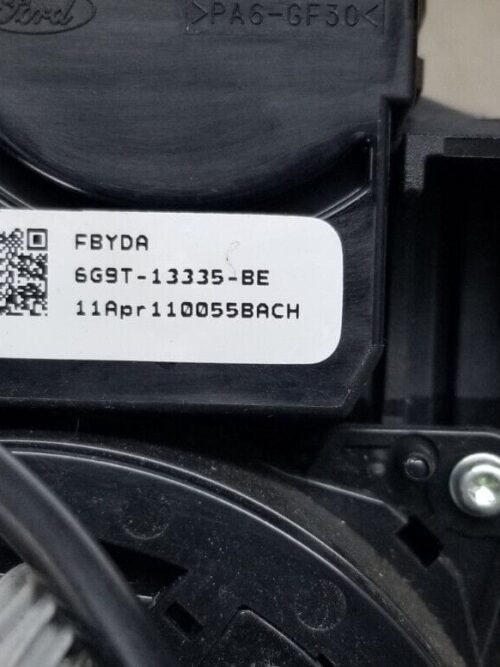 Ford
>PA6-GF30<
FBYDA
6G9T-13335-BE
11Apr110055BACH